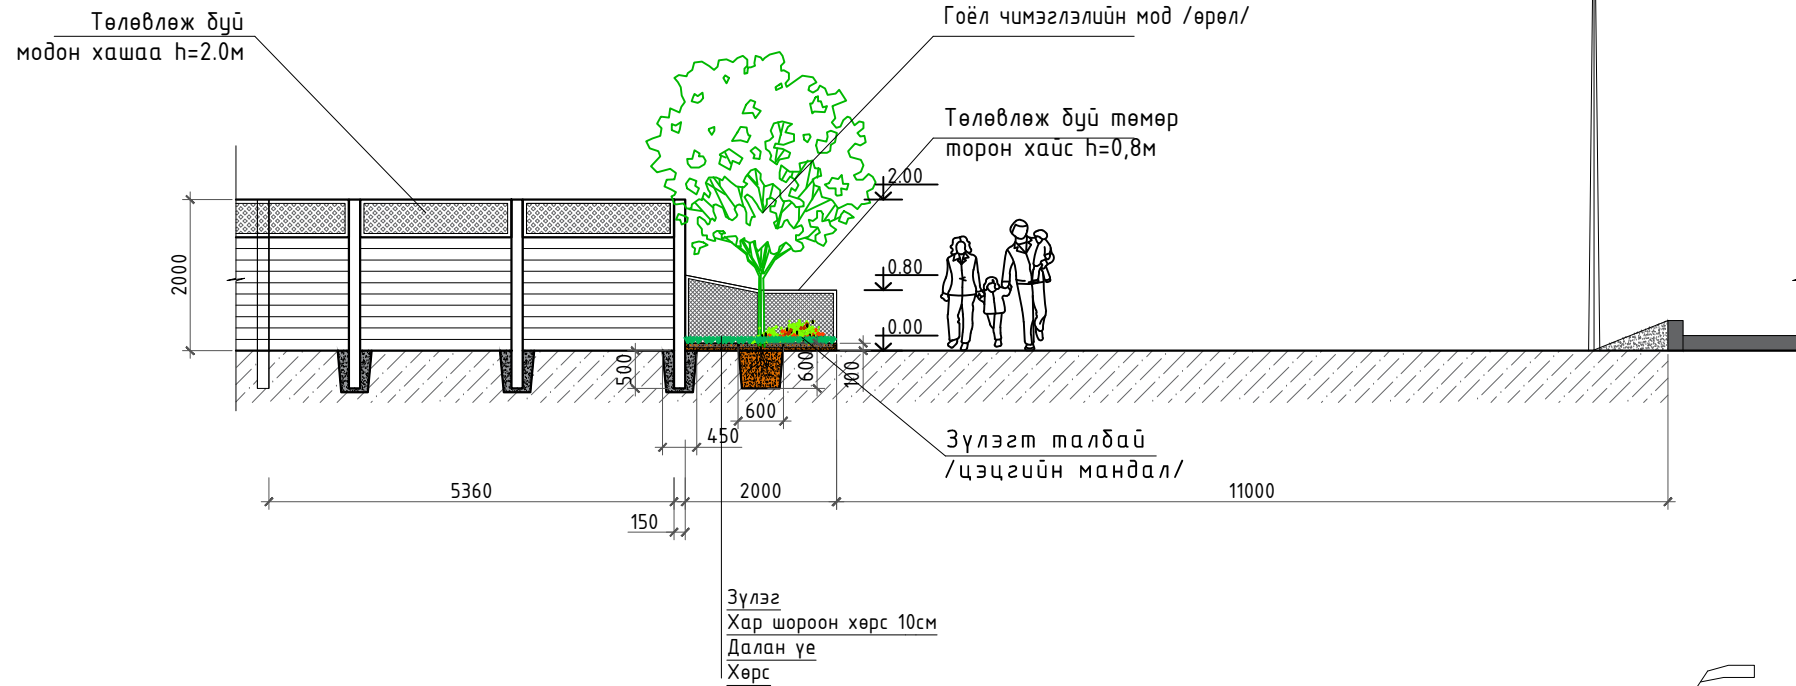 Төлөвлөж буй
модон хашаа h=2.0м
Гоёл чимэглэлийн мод /өрөл/
Төлөвлөж буй төмөр
торон хайс h=0,8м
2.00
0.80
0.00
2000
500
600
100
600
450
Зүлэгт талбай
/цэцгийн мандал/
5360
2000
11000
150
Зүлэг
Хар шороон хөрс 10см
Далан үе
Хөрс